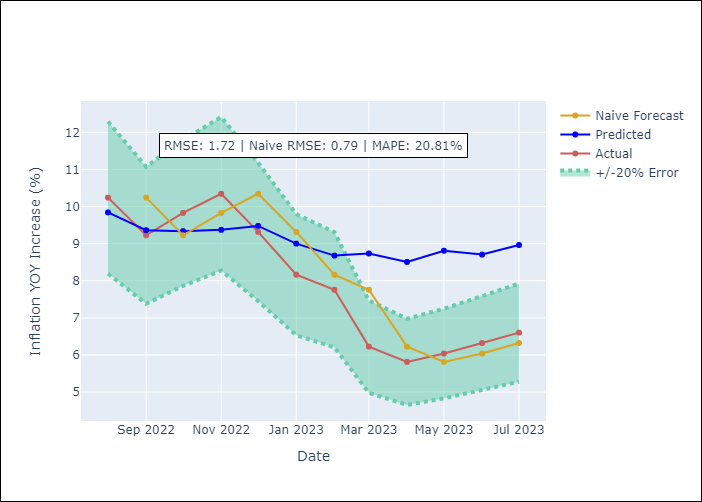 RMSE: 1.72 | Naive RMSE: 0.79 | MAPE: 20.81%
Naive Forecast
Predicted
Actual
+/-20% Error
Inflation YOY Increase (%)
12
11
10
9
8
7
6
5
Sep 2022 Nov 2022 Jan 2023 Mar 2023 May 2023 Jul 2023
Date